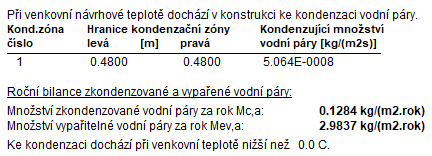 Při venkovní návrhové teplotě dochází v konstrukci ke kondenzaci vodní páry.
Kond.zóna Hranice kondenzační zóny Kondenzující množství
číslo levá [m] pravá vodní páry [kg/(m2s)]
1 0.4800 0.4800 5.064E-0008
Roční bilance zkondenzované a vypařené vodní páry:
Množství zkondenzované vodní páry za rok Mc,a: 0.1284 kg/(m2.rok)
Množství vypařitelné vodní páry za rok Mev,a: 2.9837 kg/(m2.rok)
Ke kondenzaci dochází při venkovní teplotě nižší než 0.0 C.